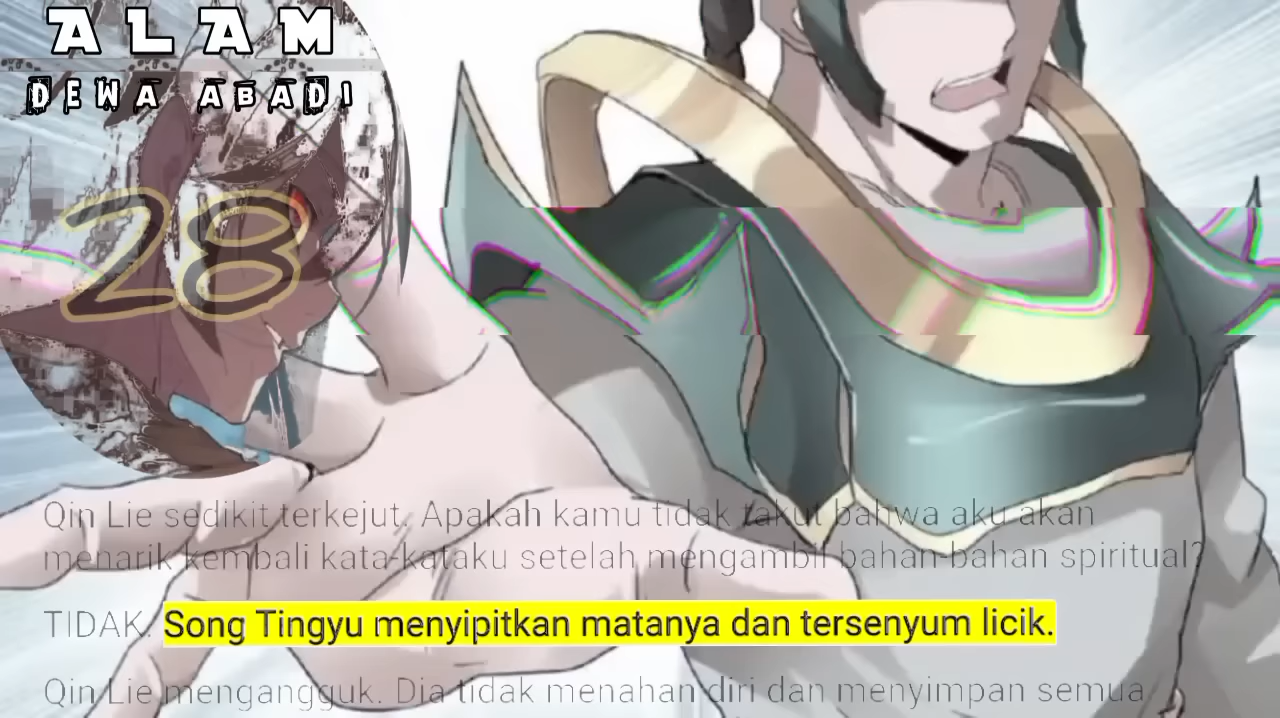 ALAM
DEWA ABADI
28
Qin Lie sedikit terkejut. Apakah kamu tidak takut bahwa aku akan
menarik kembali kata-kataku setelah mengambil bahan-bahan spiritual?
TIDAK. Song Tingyu menyipitkan matanya dan tersenyum licik.
Qin Lie mengangguk. Dia tidak menahan diri dan menyimpan semua